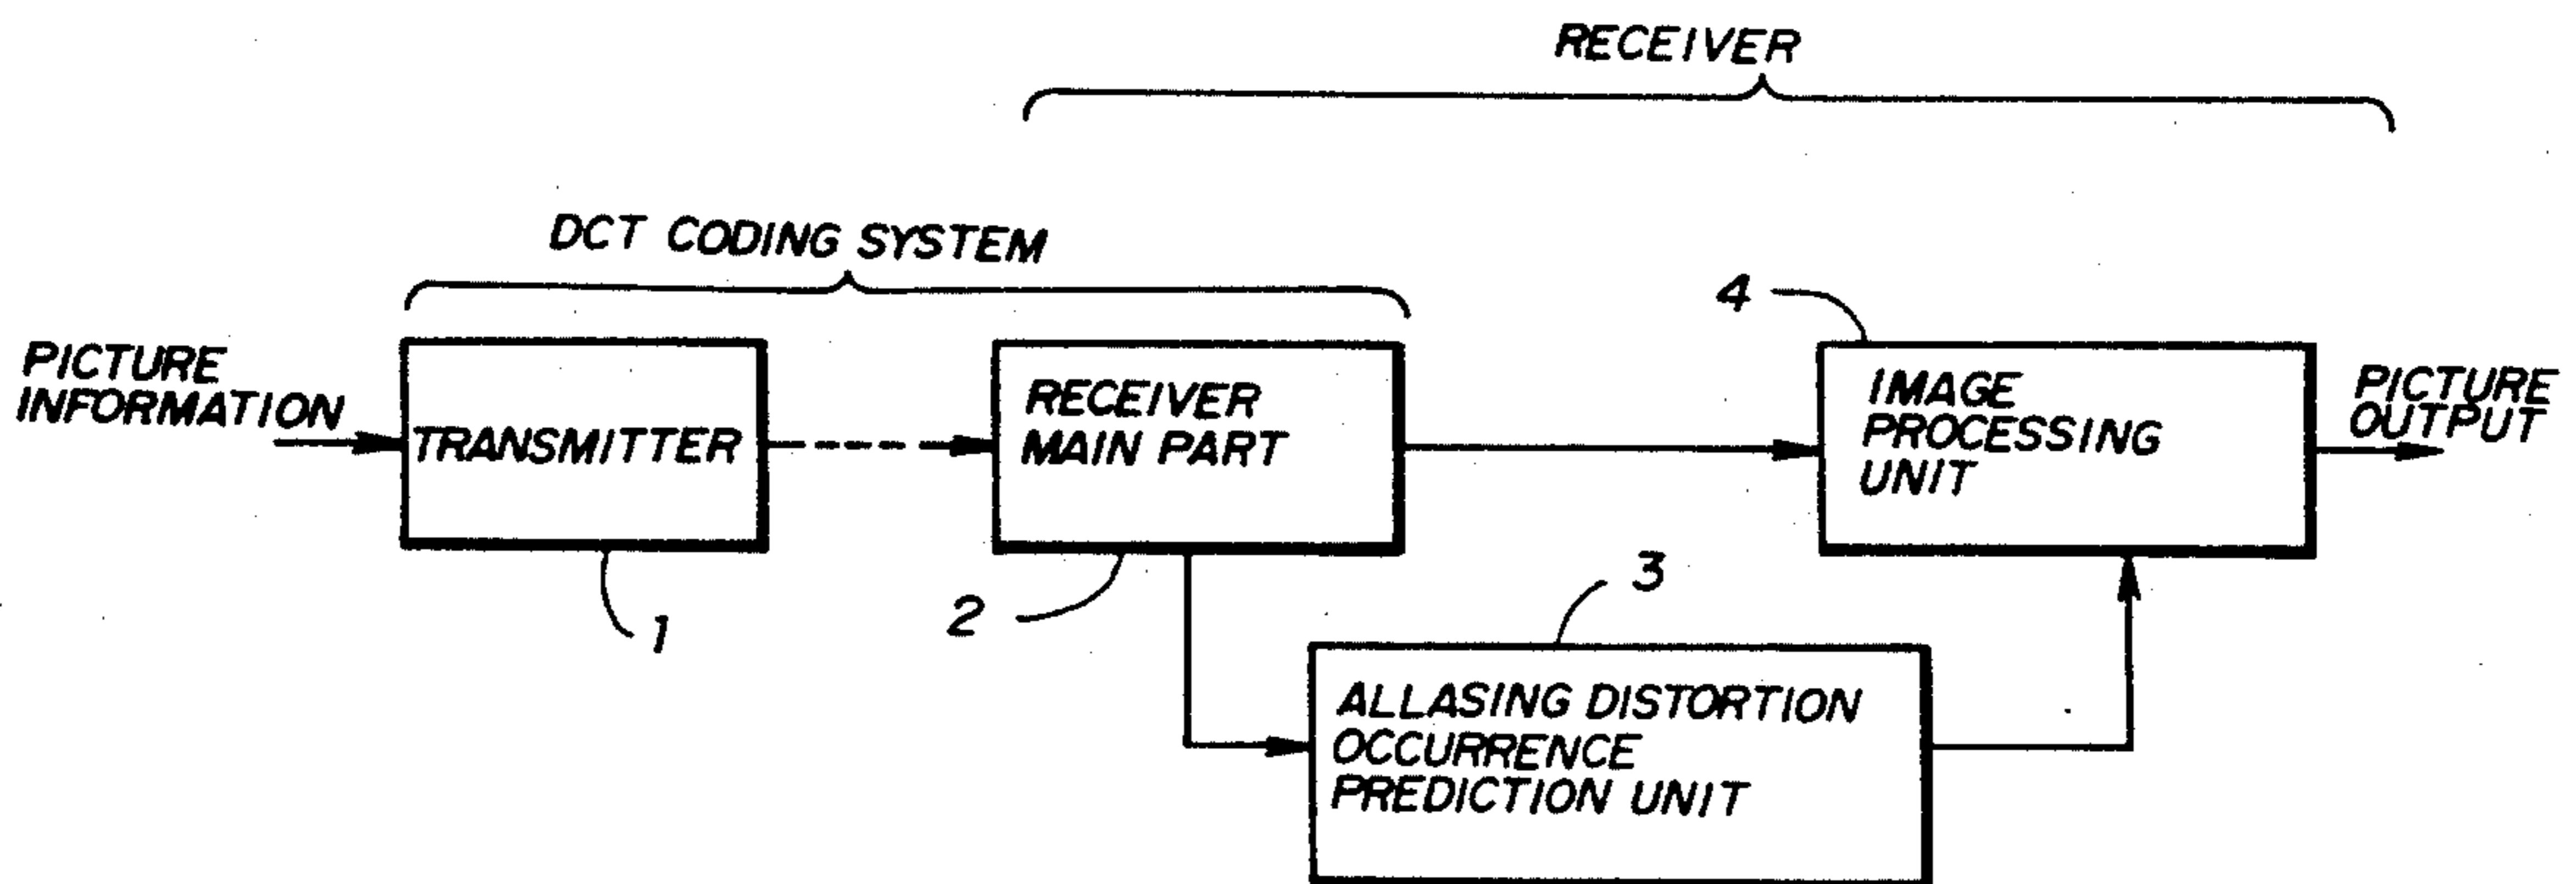 RECEIVER
DCT CODING SYSTEM
4
PICTURE
INFORMATION
TRANSMITTER
RECEIVER
MAIN PART
IMAGE
PROCESSING
UNIT
PICTURE
OUTPUT
1
2
3
ALLASING DISTORTION
OCCURRENCE
PREDICTION UNIT